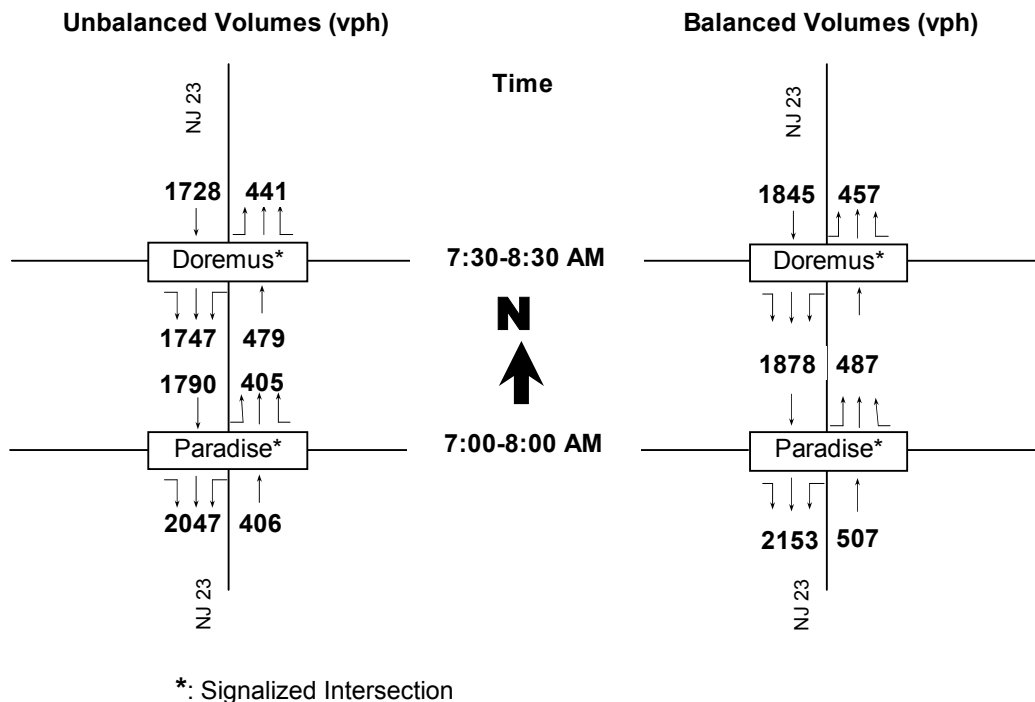 Unbalanced Volumes (vph)
Balanced Volumes (vph)
Time
NJ 23
NJ 23
1728 441
1845 457
Doremus*
7:30-8:30 AM
Doremus*
N
1747 479
1790 405
1878 487
Paradise*
7:00-8:00 AM
Paradise*
2047 406
2153 507
NJ 23
NJ 23
*: Signalized Intersection